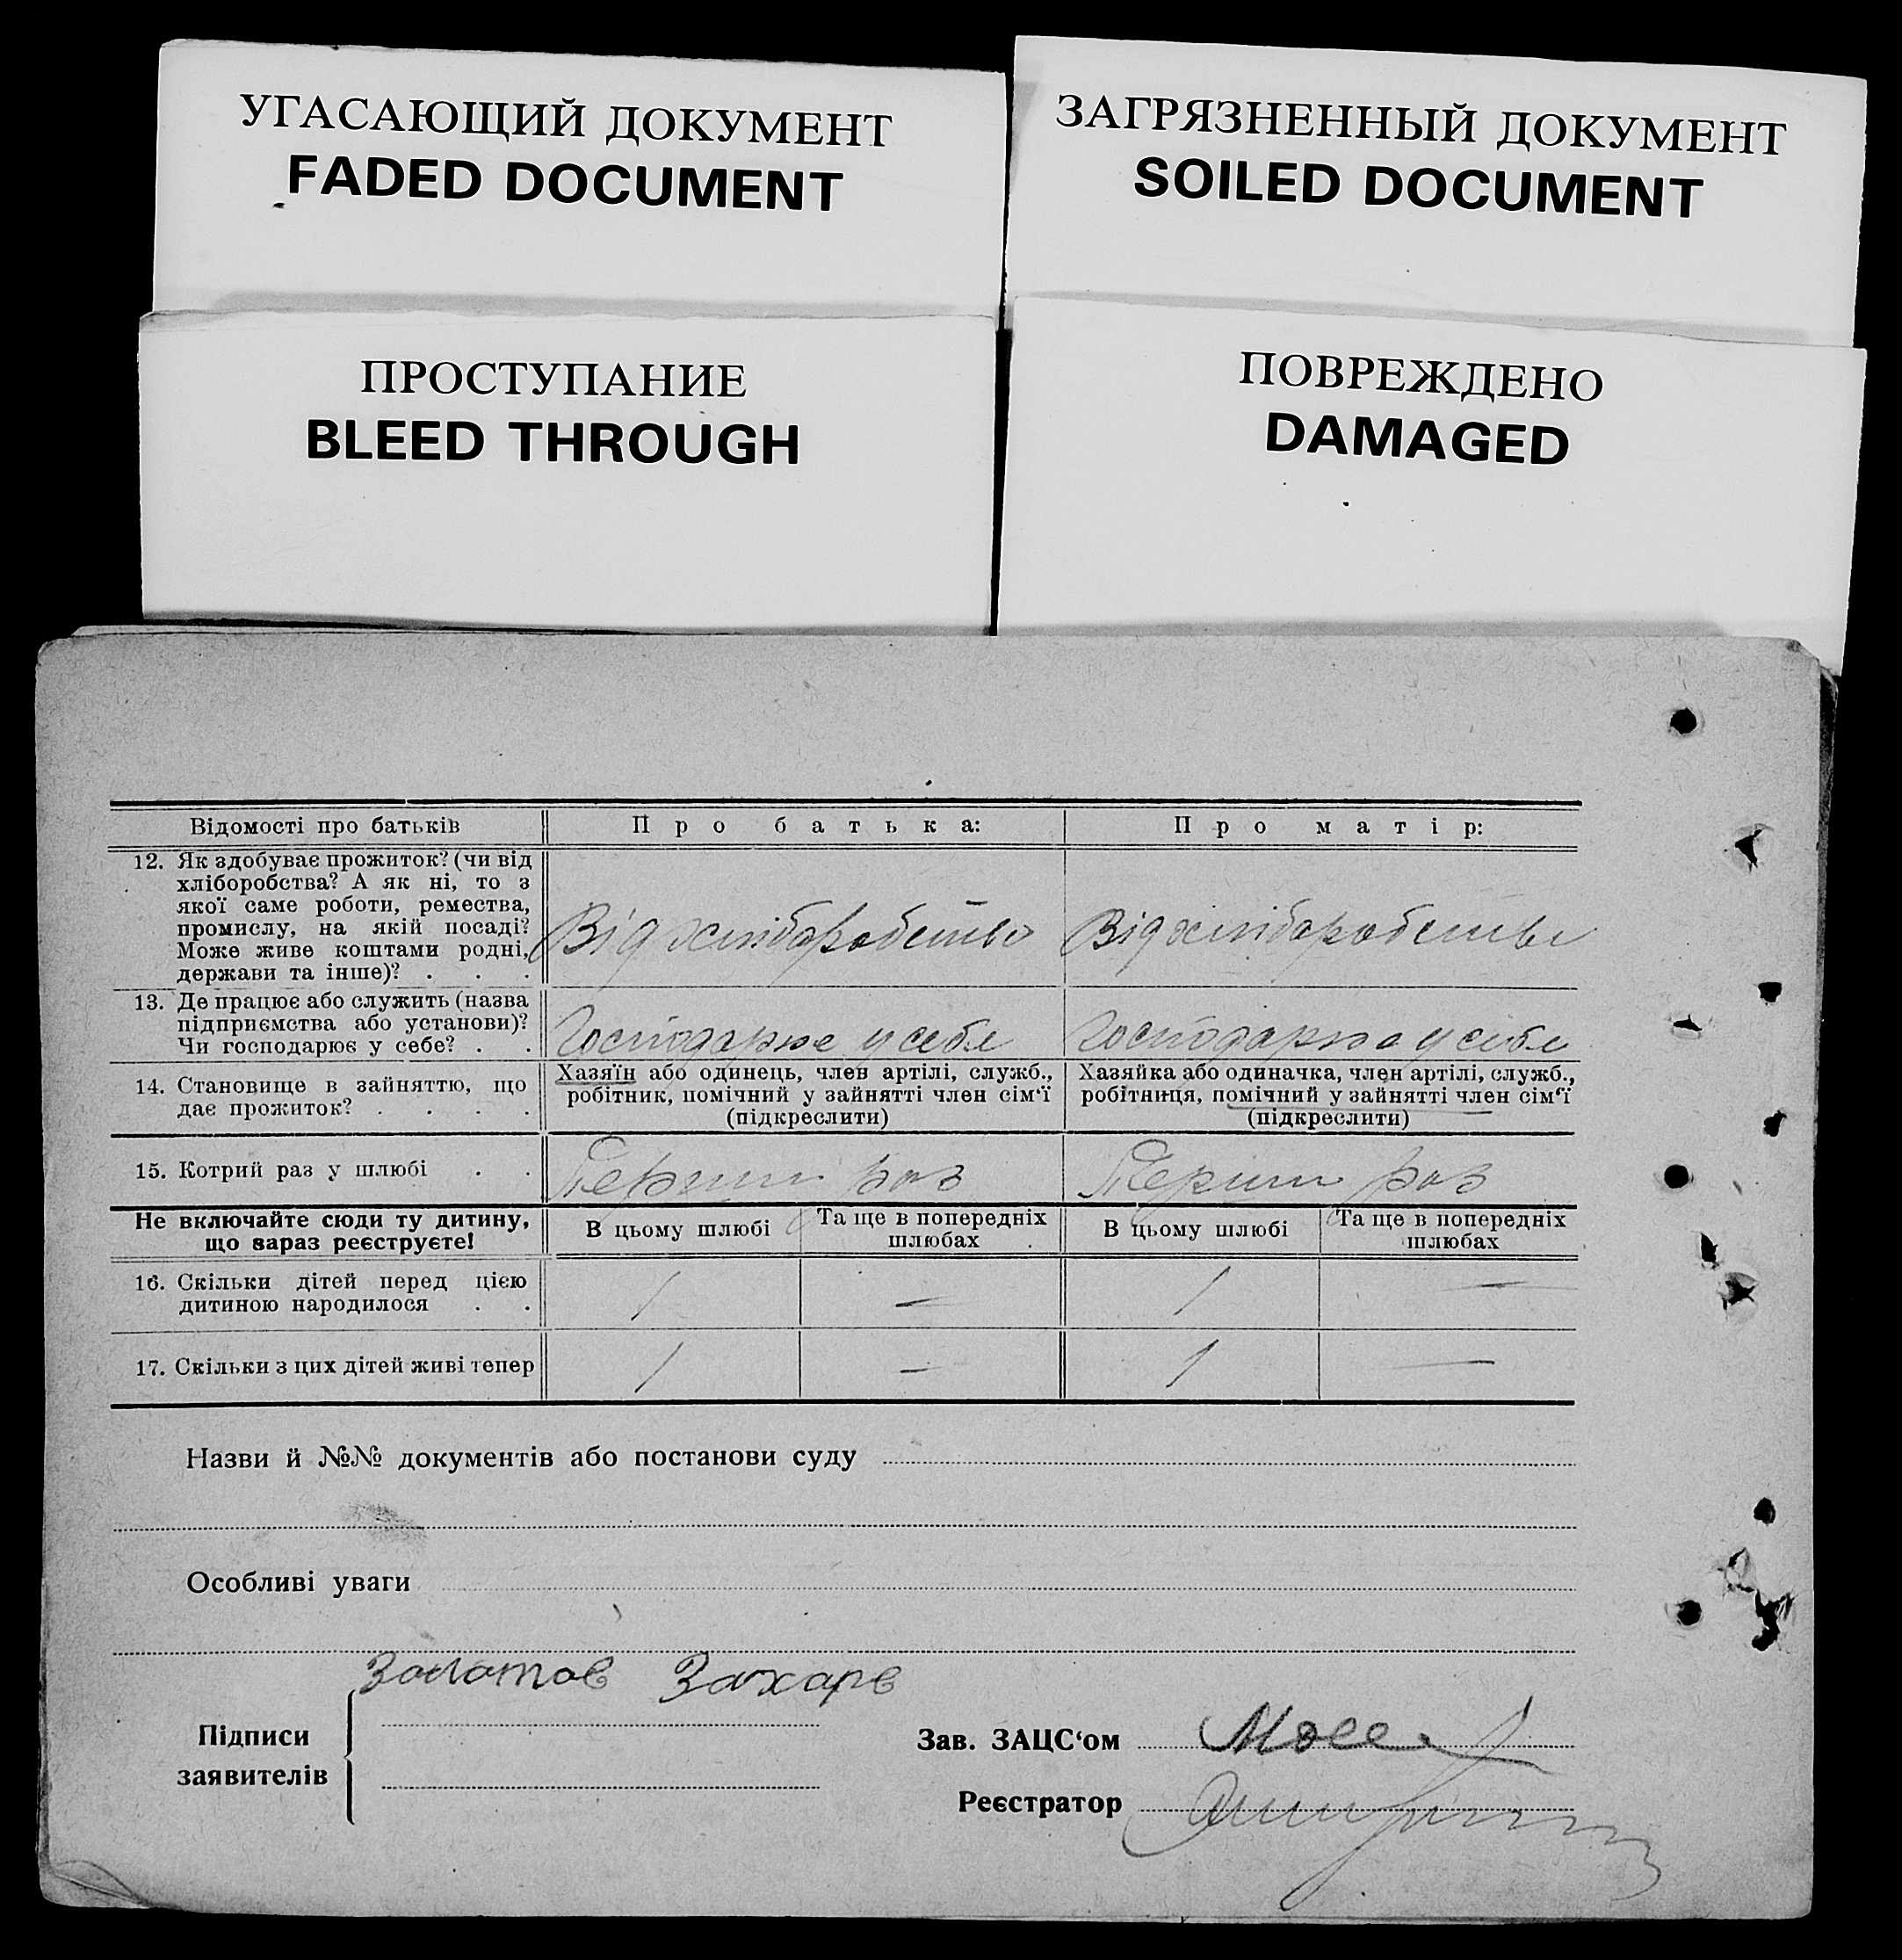 УГАСАЮЩИЙ ДОКУМЕНТ
FADED DOCUMENT
ЗАГРЯЗНЕННЫЙ ДОКУМЕНТ
SOILED DOCUMENT
ПРОСТУПАНИЕ
BLEED THROUGH
ПОВРЕЖДЕНО
DAMAGED
Відомості про батьків
Про батька:
Про матір:
12. Як здобуває прожиток? (чи від
хліборобства? А як ні, то з
якої саме роботи, ремества,
промислу, на якій посаді?
Може живе коштами родні,
держави та інше)? . . .
Від хліборобство
Від хліборобстві
13. Де працює або служить (назва
підприємства або установи)?
Чи господарює у себе? . .
Господарює у себе
Господарює у себе
14. Становище в зайняттю, що
дає прожиток? . . . .
Хазяїн або одинець, член артілі, служб.,
робітник, помічний у зайнятті член сім‘ї
(підкреслити)
Хазяйка або одиначка, член артілі, служб.,
робітниця, помічний у зайнятті член сім‘ї
(підкреслити)
15. Котрий раз у шлюбі . .
раз
раз
Не включайте сюди ту дитину,
що зараз реєструєте!
В цьому шлюбі
Та ще в попередніх
шлюбах
В цьому шлюбі
Та ще в попередніх
шлюбах
16. Скільки дітей перед цією
дитиною народилося . .
1 — 1 —
17. Скільки з цих дітей живі тепер
1 — 1 —
Назви й №№ документів або постанови суду
Особливі уваги
Золотов Захарв
Підписи
заявителів
Зав. ЗАЦС‘ом
Реєстратор